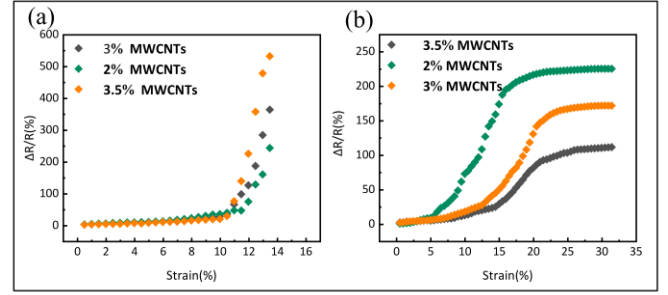 (a)
600
500
400
300
200
100
0
ΔR/R(%)
3% MWCNTs
2% MWCNTs
3.5% MWCNTs
0 2 4 6 8 10 12 14 16
Strain(%)
(b)
250
200
150
100
50
0
ΔR/R(%)
3.5% MWCNTs
2% MWCNTs
3% MWCNTs
0 5 10 15 20 25 30 35
Strain(%)